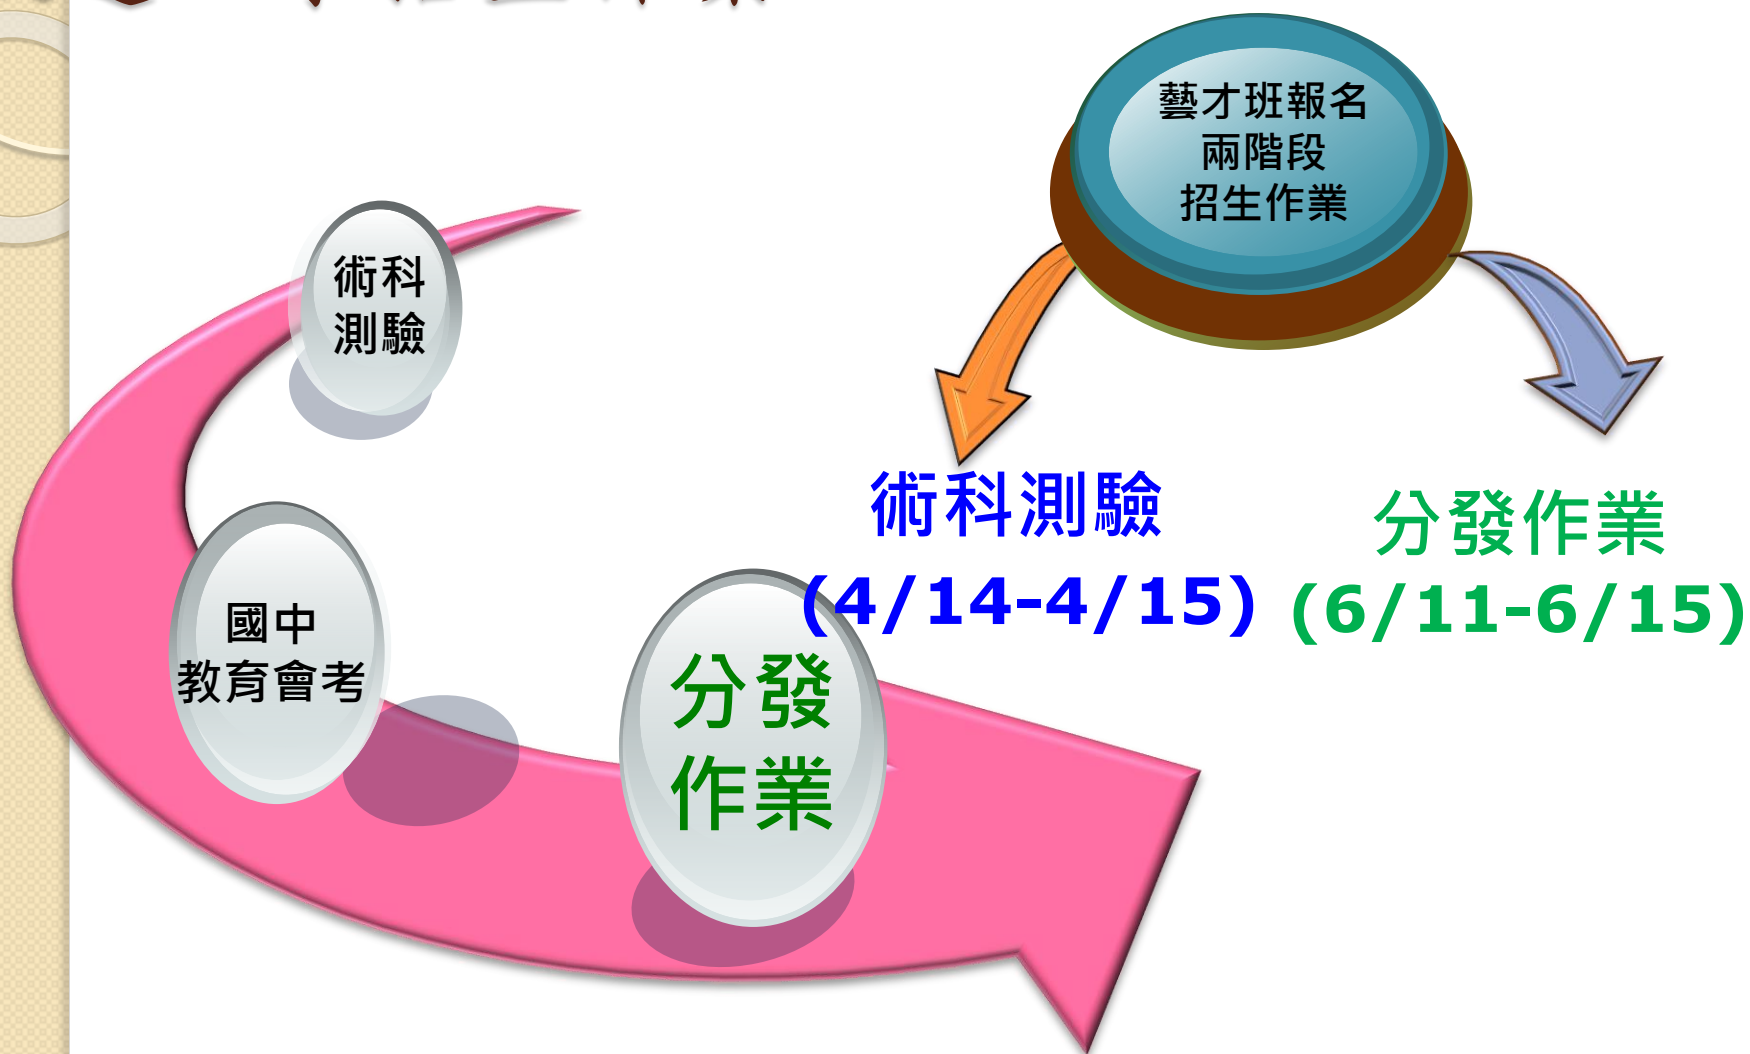 藝才班報名
兩階段
招生作業
術科
測驗
術科測驗
(4/14-4/15)
分發作業
(6/11-6/15)
國中
教育會考
分發
作業